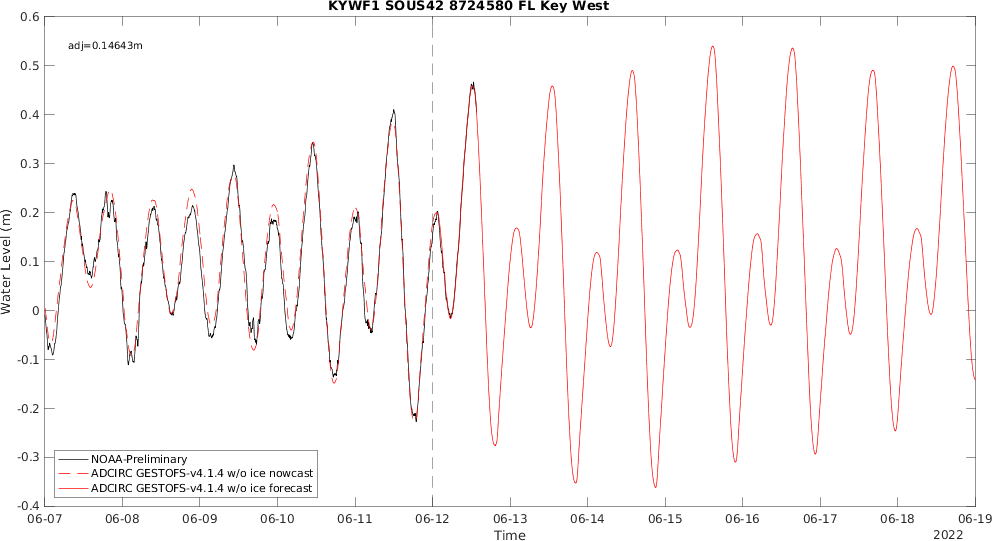 KYWF1 SOUS42 8724580 FL Key West
adj=0.14643m
Water Level (m)
0.6
0.5
0.4
0.3
0.2
0.1
0
-0.1
-0.2
-0.3
-0.4
NOAA-Preliminary
ADCIRC GESTOFS-v4.1.4 w/o ice nowcast
ADCIRC GESTOFS-v4.1.4 w/o ice forecast
06-07 06-08 06-09 06-10 06-11 06-12 06-13 06-14 06-15 06-16 06-17 06-18 06-19
Time
2022